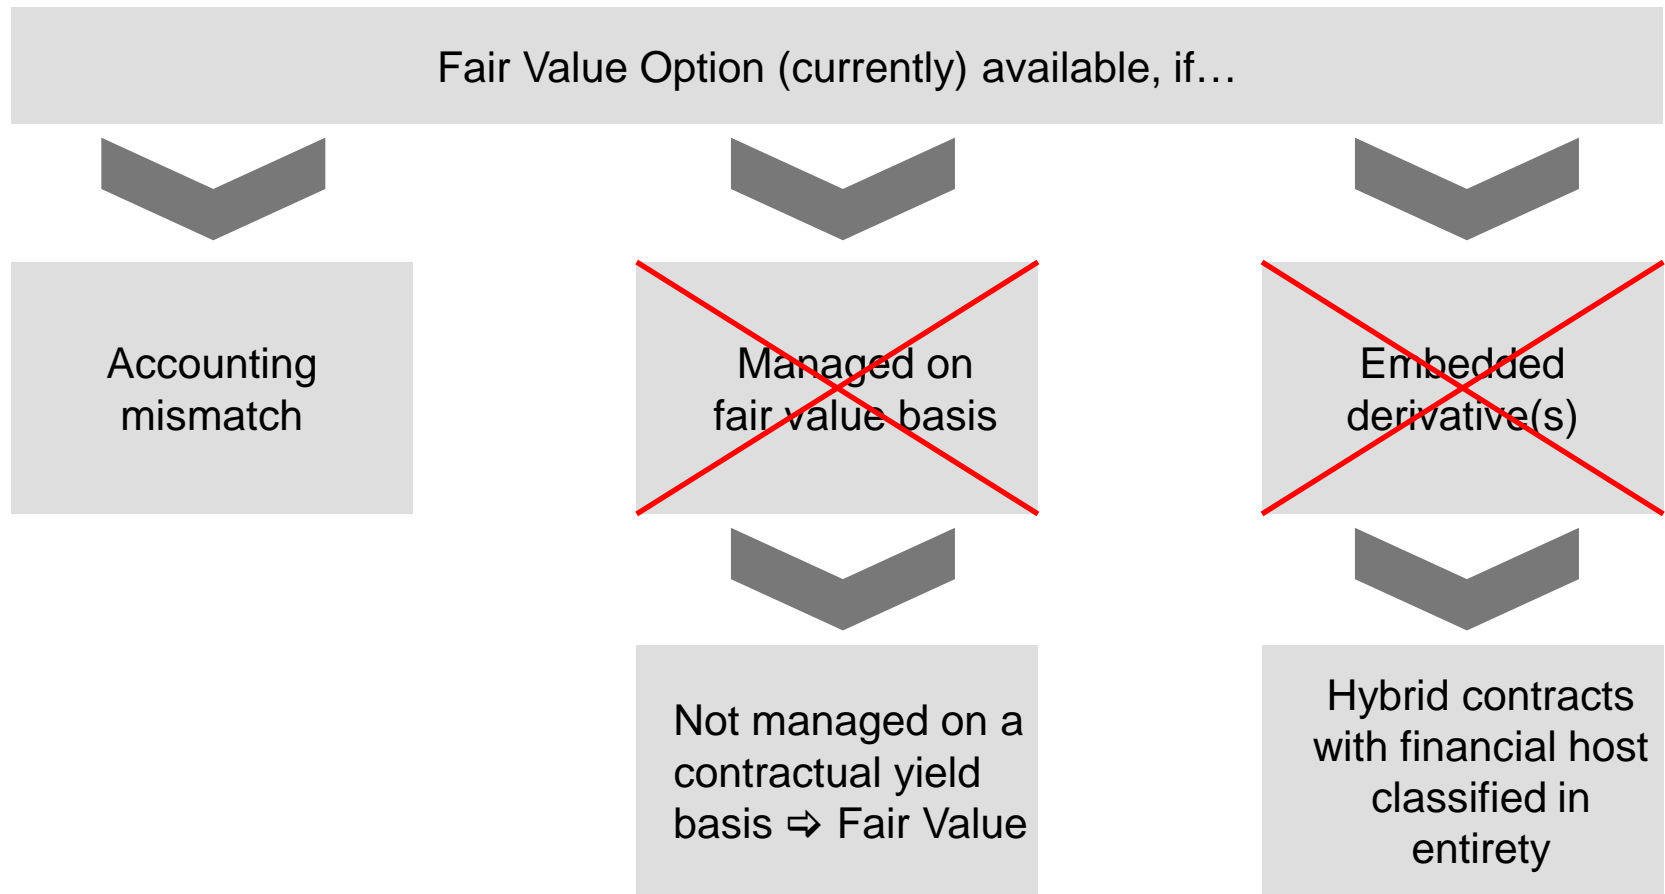 Fair Value Option (currently) available, if…
Accounting
mismatch
Managed on
fair value basis
Embedded
derivative(s)
Not managed on a
contractual yield
basis ⇨ Fair Value
Hybrid contracts
with financial host
classified in
entirety